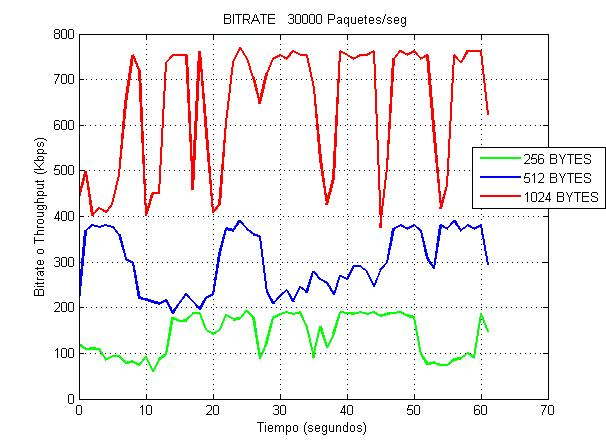 BITRATE 30000 Paquetes/seg
Bitrate o Throughput (Kbps)
800
700
600
500
400
300
200
100
0
256 BYTES
512 BYTES
1024 BYTES
0 10 20 30 40 50 60 70
Tiempo (segundos)